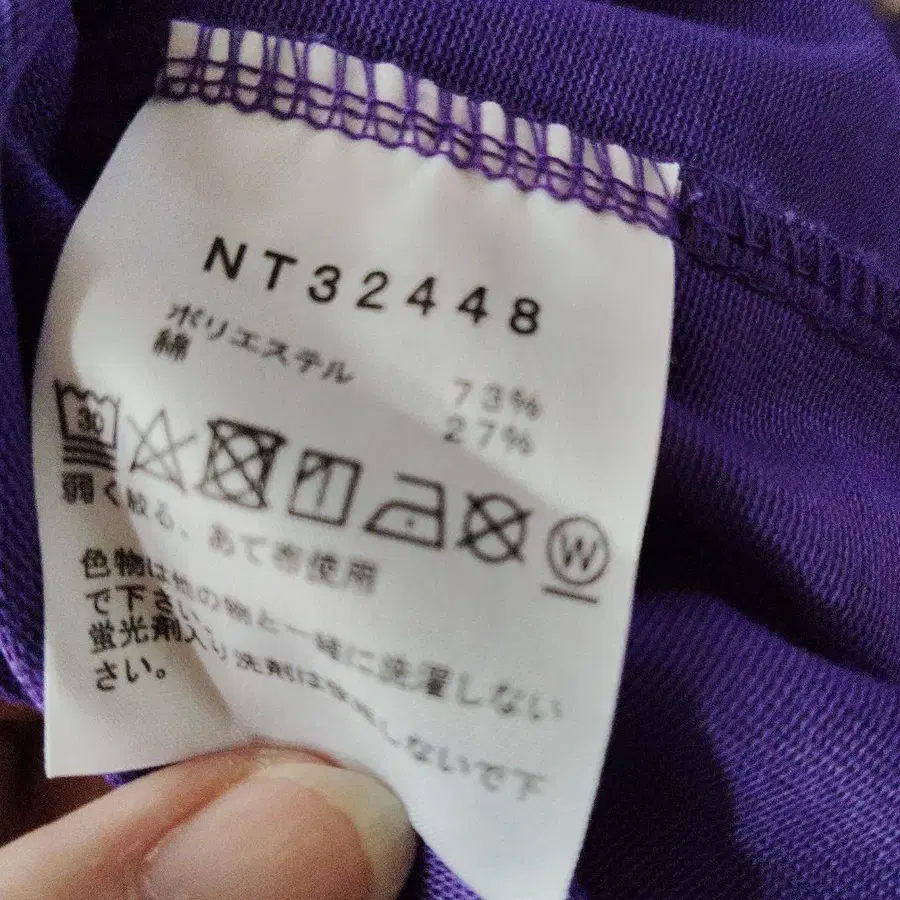 NT32448
ポリエステル 73%
綿 27%
30
W
弱く絞る、あて布使用
色物は他の物と一緒に洗濯しない
で下さい。
蛍光剤入り洗剤は使用しないで下
さい。